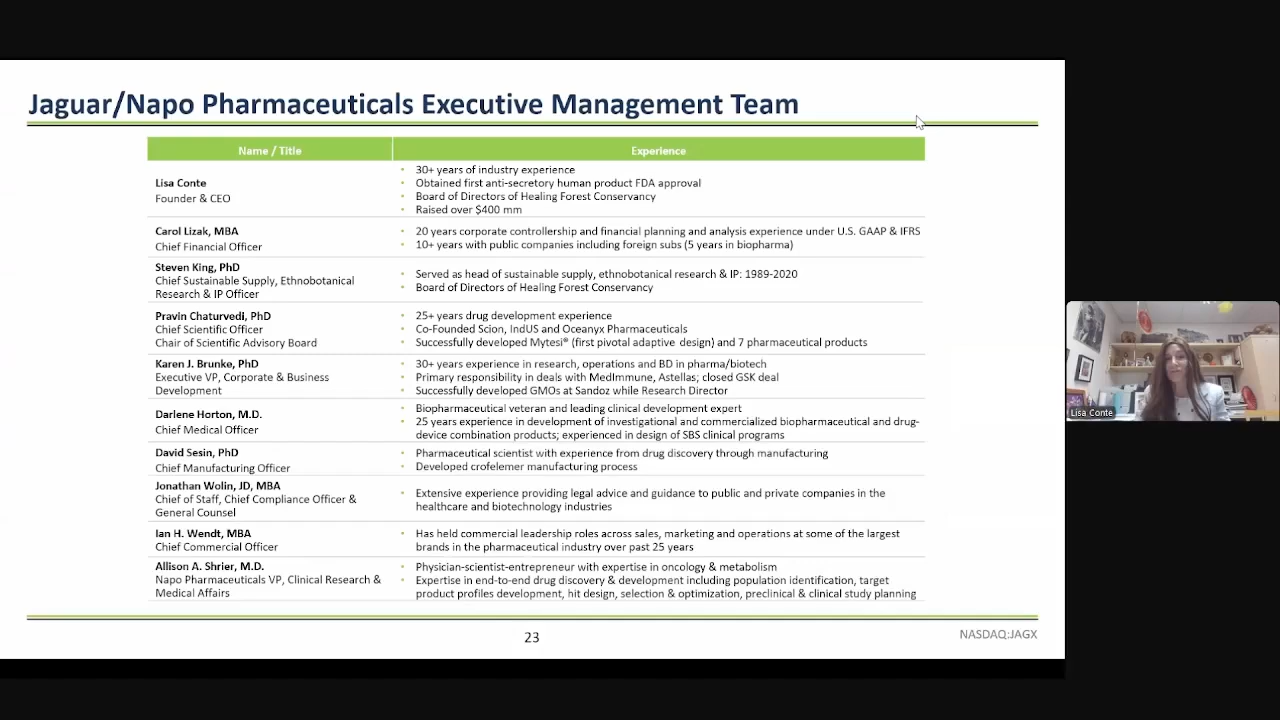 Jaguar/Napo Pharmaceuticals Executive Management Team
Name / Title
Experience
Lisa Conte
Founder & CEO
• 30+ years of industry experience
• Obtained first anti-secretory human product FDA approval
• Board of Directors of Healing Forest Conservancy
• Raised over $400 mm
Carol Lizak, MBA
Chief Financial Officer
• 20 years corporate controllership and financial planning and analysis experience under U.S. GAAP & IFRS
• 10+ years with public companies including foreign subs (5 years in biopharma)
Steven King, PhD
Chief Sustainable Supply, Ethnobotanical
Research & IP Officer
• Served as head of sustainable supply, ethnobotanical research & IP: 1989-2020
• Board of Directors of Healing Forest Conservancy
Pravin Chaturvedi, PhD
Chief Scientific Officer
Chair of Scientific Advisory Board
• 25+ years drug development experience
• Co-Founded Scion, IndUS and Oceanyx Pharmaceuticals
• Successfully developed Mytesi® (first pivotal adaptive design) and 7 pharmaceutical products
Karen J. Brunke, PhD
Executive VP, Corporate & Business
Development
• 30+ years experience in research, operations and BD in pharma/biotech
• Primary responsibility in deals with MedImmune, Astellas; closed GSK deal
• Successfully developed GMOs at Sandoz while Research Director
Darlene Horton, M.D.
Chief Medical Officer
• Biopharmaceutical veteran and leading clinical development expert
• 25 years experience in development of investigational and commercialized biopharmaceutical and drug-
device combination products; experienced in design of SBS clinical programs
David Sesin, PhD
Chief Manufacturing Officer
• Pharmaceutical scientist with experience from drug discovery through manufacturing
• Developed crofelemer manufacturing process
Jonathan Wolin, JD, MBA
Chief of Staff, Chief Compliance Officer &
General Counsel
• Extensive experience providing legal advice and guidance to public and private companies in the
healthcare and biotechnology industries
Ian H. Wendt, MBA
Chief Commercial Officer
• Has held commercial leadership roles across sales, marketing and operations at some of the largest
brands in the pharmaceutical industry over past 25 years
Allison A. Shrier, M.D.
Napo Pharmaceuticals VP, Clinical Research &
Medical Affairs
• Physician-scientist-entrepreneur with expertise in oncology & metabolism
• Expertise in end-to-end drug discovery & development including population identification, target
product profiles development, hit design, selection & optimization, preclinical & clinical study planning
23
NASDAQ:JAGX
Lisa Conte